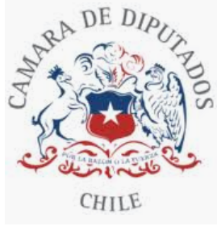 CAMARA DE DIPUTADOS
POR LA RAZON O LA FUERZA
CHILE